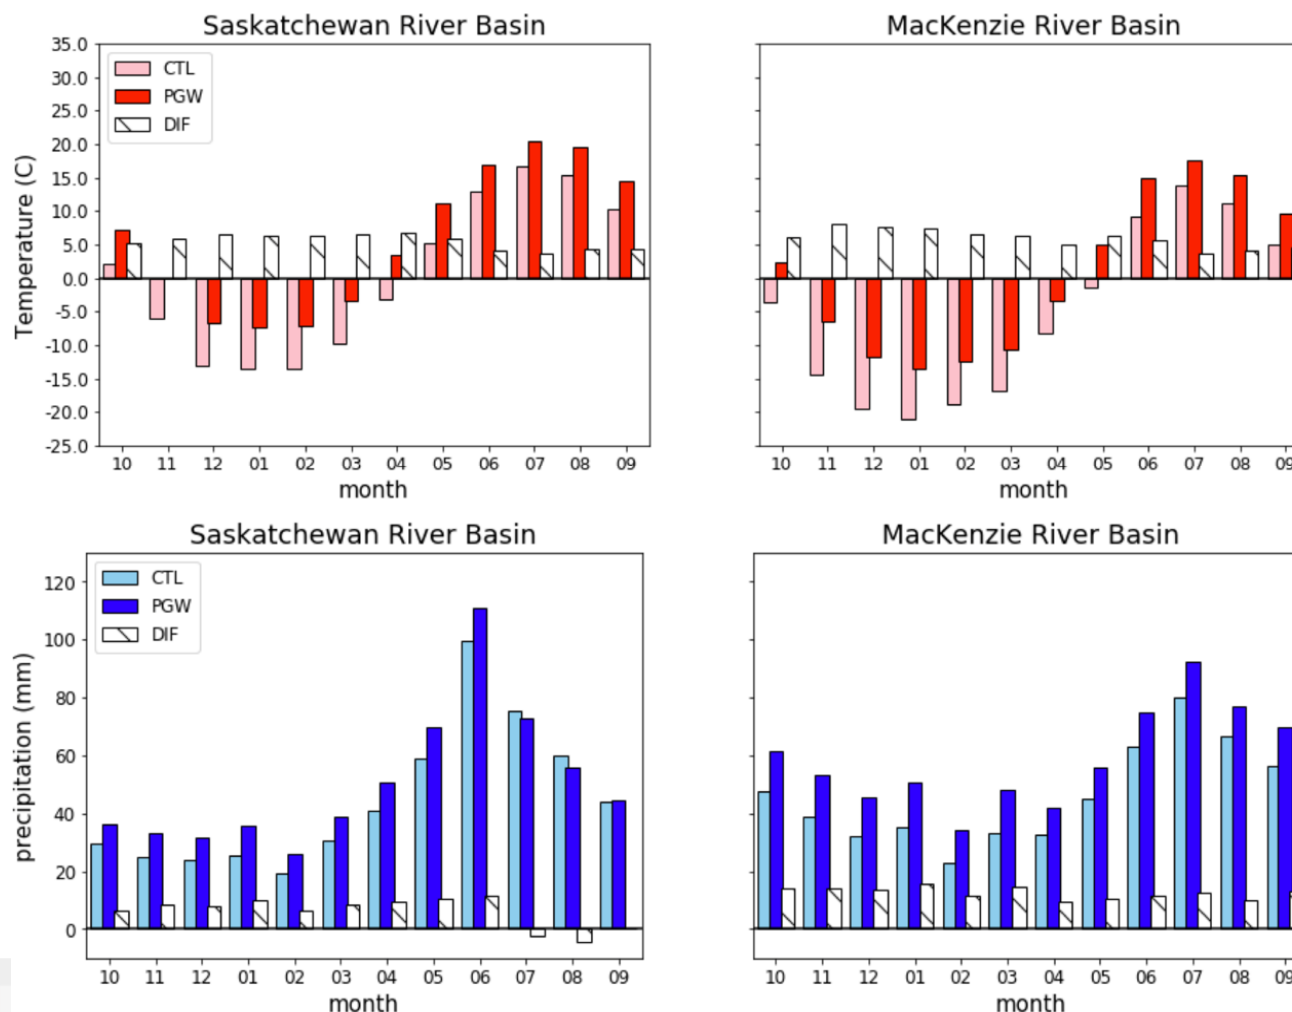 Saskatchewan River Basin
MacKenzie River Basin
35.0
30.0
25.0
20.0
15.0
10.0
5.0
0.0
-5.0
-10.0
-15.0
-20.0
-25.0
Temperature (C)
CTL
PGW
DIF
10 11 12 01 02 03 04 05 06 07 08 09
month
10 11 12 01 02 03 04 05 06 07 08 09
month
Saskatchewan River Basin
MacKenzie River Basin
120
100
80
60
40
20
0
precipitation (mm)
CTL
PGW
DIF
10 11 12 01 02 03 04 05 06 07 08 09
month
10 11 12 01 02 03 04 05 06 07 08 09
month